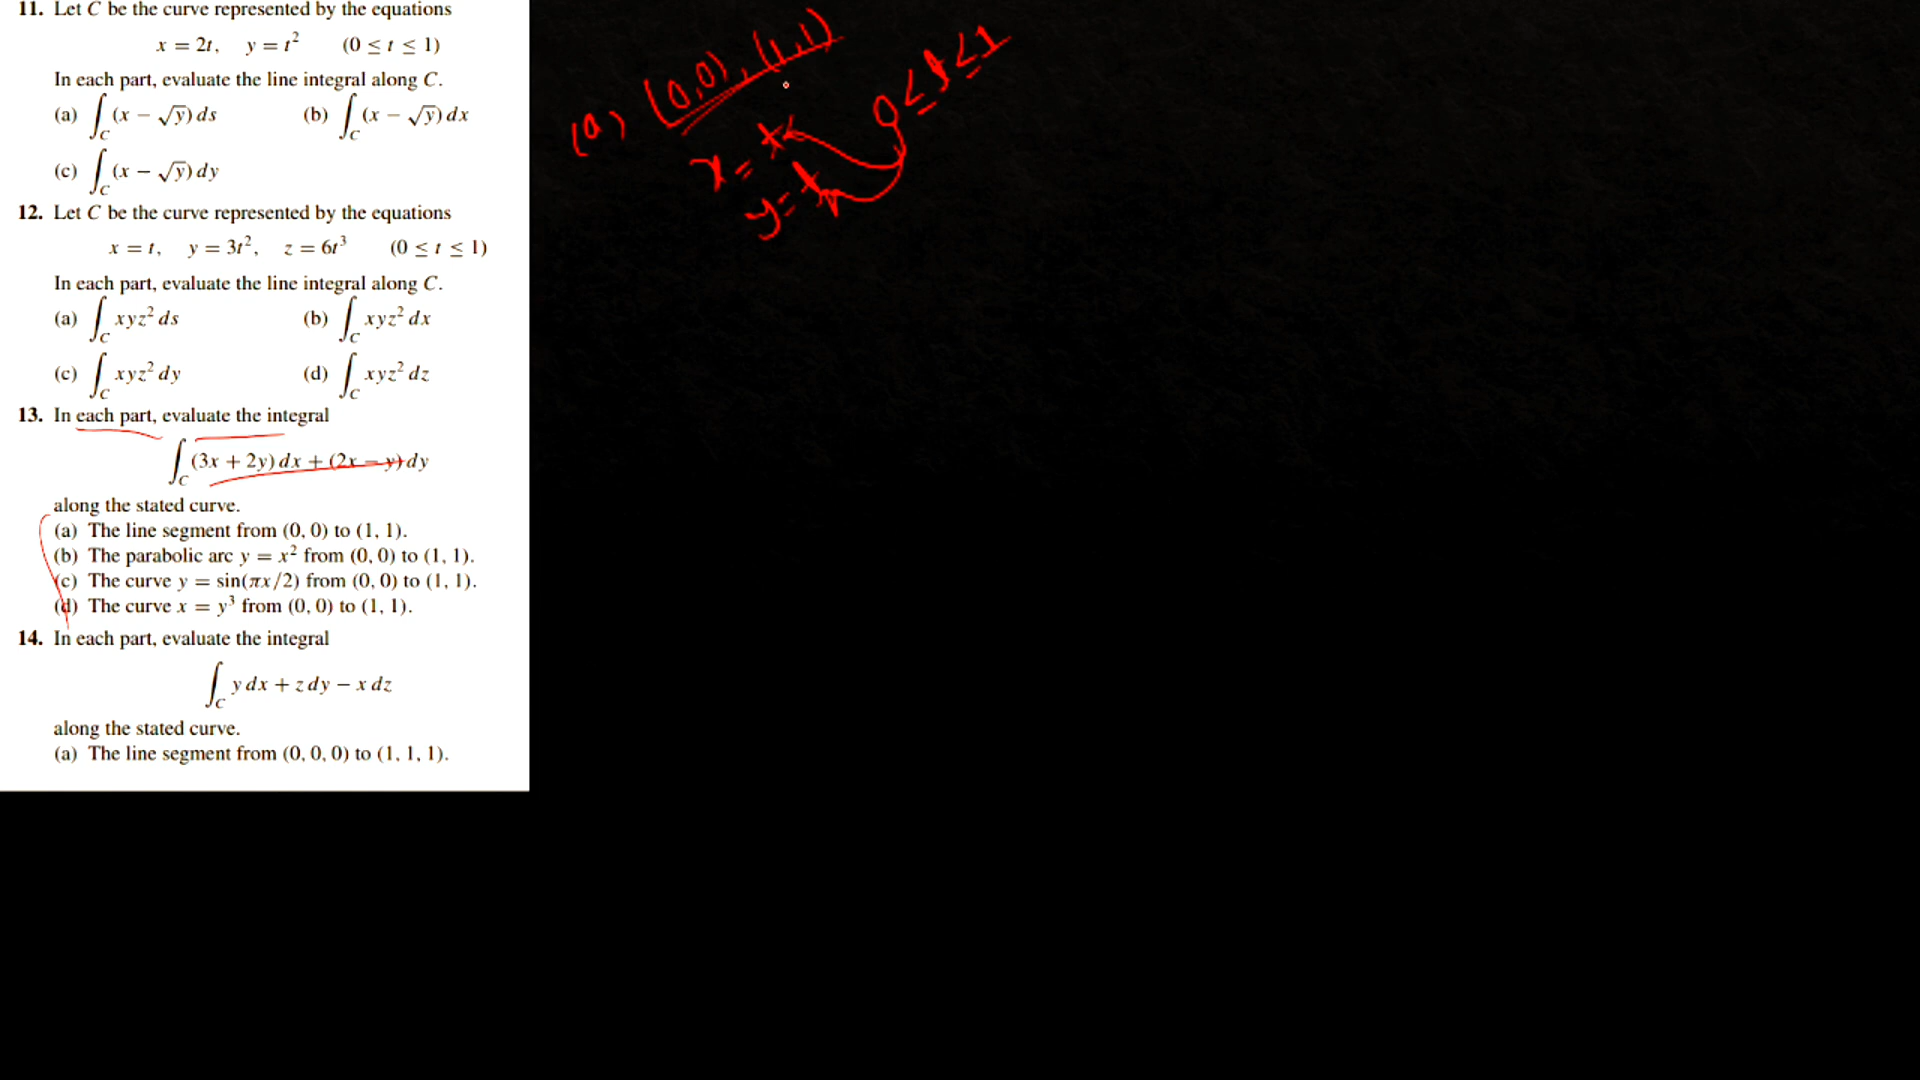 11. Let C be the curve represented by the equations
x = 2t, y = t² (0 ≤ t ≤ 1)
In each part, evaluate the line integral along C.
(a) ∫_C (x − √y) ds (b) ∫_C (x − √y) dx
(c) ∫_C (x − √y) dy
12. Let C be the curve represented by the equations
x = t, y = 3t², z = 6t³ (0 ≤ t ≤ 1)
In each part, evaluate the line integral along C.
(a) ∫_C xyz² ds (b) ∫_C xyz² dx
(c) ∫_C xyz² dy (d) ∫_C xyz² dz
13. In each part, evaluate the integral
∫_C (3x + 2y) dx + (2x − y) dy
along the stated curve.
(a) The line segment from (0, 0) to (1, 1).
(b) The parabolic arc y = x² from (0, 0) to (1, 1).
(c) The curve y = sin(πx/2) from (0, 0) to (1, 1).
(d) The curve x = y³ from (0, 0) to (1, 1).
14. In each part, evaluate the integral
∫_C y dx + z dy − x dz
along the stated curve.
(a) The line segment from (0, 0, 0) to (1, 1, 1).
(a) (0,0), (1,1)
x = t 0 ≤ t ≤ 1
y = t